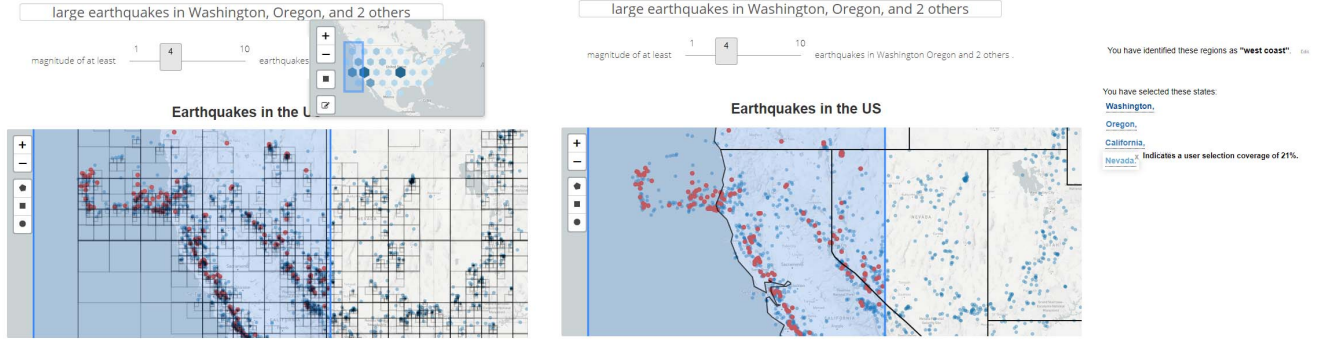 large earthquakes in Washington, Oregon, and 2 others
magnitude of at least
1
4
10
earthquakes
+
−
Earthquakes in the U
+
−
large earthquakes in Washington, Oregon, and 2 others
magnitude of at least
1
4
10
earthquakes in Washington Oregon and 2 others .
Earthquakes in the US
+
−
NEVADA
CALIFORNIA
You have identified these regions as "west coast".
Edit
You have selected these states:
Washington,
Oregon,
California,
Nevada,
x
Indicates a user selection coverage of 21%.